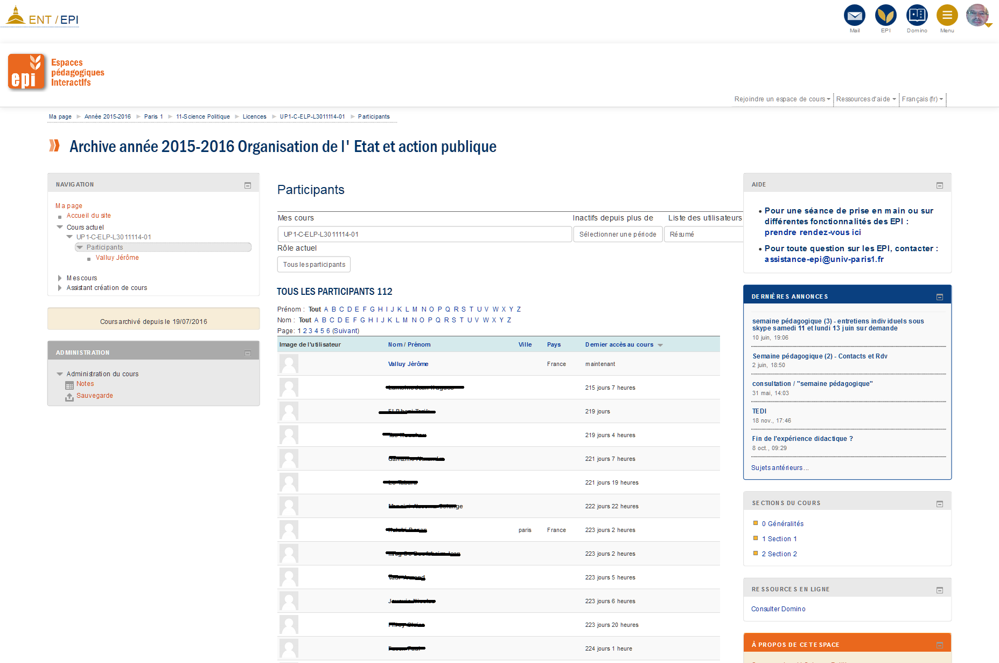 ENT / EPI
Mail
EPI
Domino
Menu
epi
Espaces
pédagogiques
Interactifs
Rejoindre un espace de cours
Ressources d'aide
Français (fr)
Ma page
Année 2015-2016
Paris 1
11-Science Politique
Licences
UP1-C-ELP-L3011114-01
Participants
Archive année 2015-2016 Organisation de l' Etat et action publique
NAVIGATION
Ma page
Accueil du site
Cours actuel
UP1-C-ELP-L3011114-01
Participants
Valluy Jérôme
Mes cours
Assistant création de cours
Cours archivé depuis le 19/07/2016
ADMINISTRATION
Administration du cours
Notes
Sauvegarde
Participants
Mes cours
Inactifs depuis plus de
Liste des utilisateurs
UP1-C-ELP-L3011114-01
Sélectionner une période
Résumé
Rôle actuel
Tous les participants
TOUS LES PARTICIPANTS 112
Prénom : Tout A B C D E F G H I J K L M N O P Q R S T U V W X Y Z
Nom : Tout A B C D E F G H I J K L M N O P Q R S T U V W X Y Z
Page: 1 2 3 4 5 6 (Suivant)
Image de l'utilisateur
Nom / Prénom
Ville
Pays
Dernier accès au cours
Valluy Jérôme
France
maintenant
215 jours 7 heures
219 jours
219 jours 4 heures
221 jours 7 heures
221 jours 19 heures
222 jours 22 heures
paris
France
223 jours 2 heures
223 jours 2 heures
223 jours 5 heures
223 jours 6 heures
223 jours 20 heures
224 jours 1 heure
AIDE
Pour une séance de prise en main ou sur
différentes fonctionnalités des EPI :
prendre rendez-vous ici
Pour toute question sur les EPI, contacter :
assistance-epi@univ-paris1.fr
DERNIÈRES ANNONCES
semaine pédagogique (3) - entretiens individuels sous
skype samedi 11 et lundi 13 juin sur demande
10 juin, 19:06
Semaine pédagogique (2) - Contacts et Rdv
2 juin, 18:50
consultation / "semaine pédagogique"
31 mai, 14:03
TEDI
18 nov., 17:46
Fin de l'expérience didactique ?
8 oct., 09:29
Sujets antérieurs...
SECTIONS DU COURS
0 Généralités
1 Section 1
2 Section 2
RESSOURCES EN LIGNE
Consulter Domino
À PROPOS DE CET ESPACE